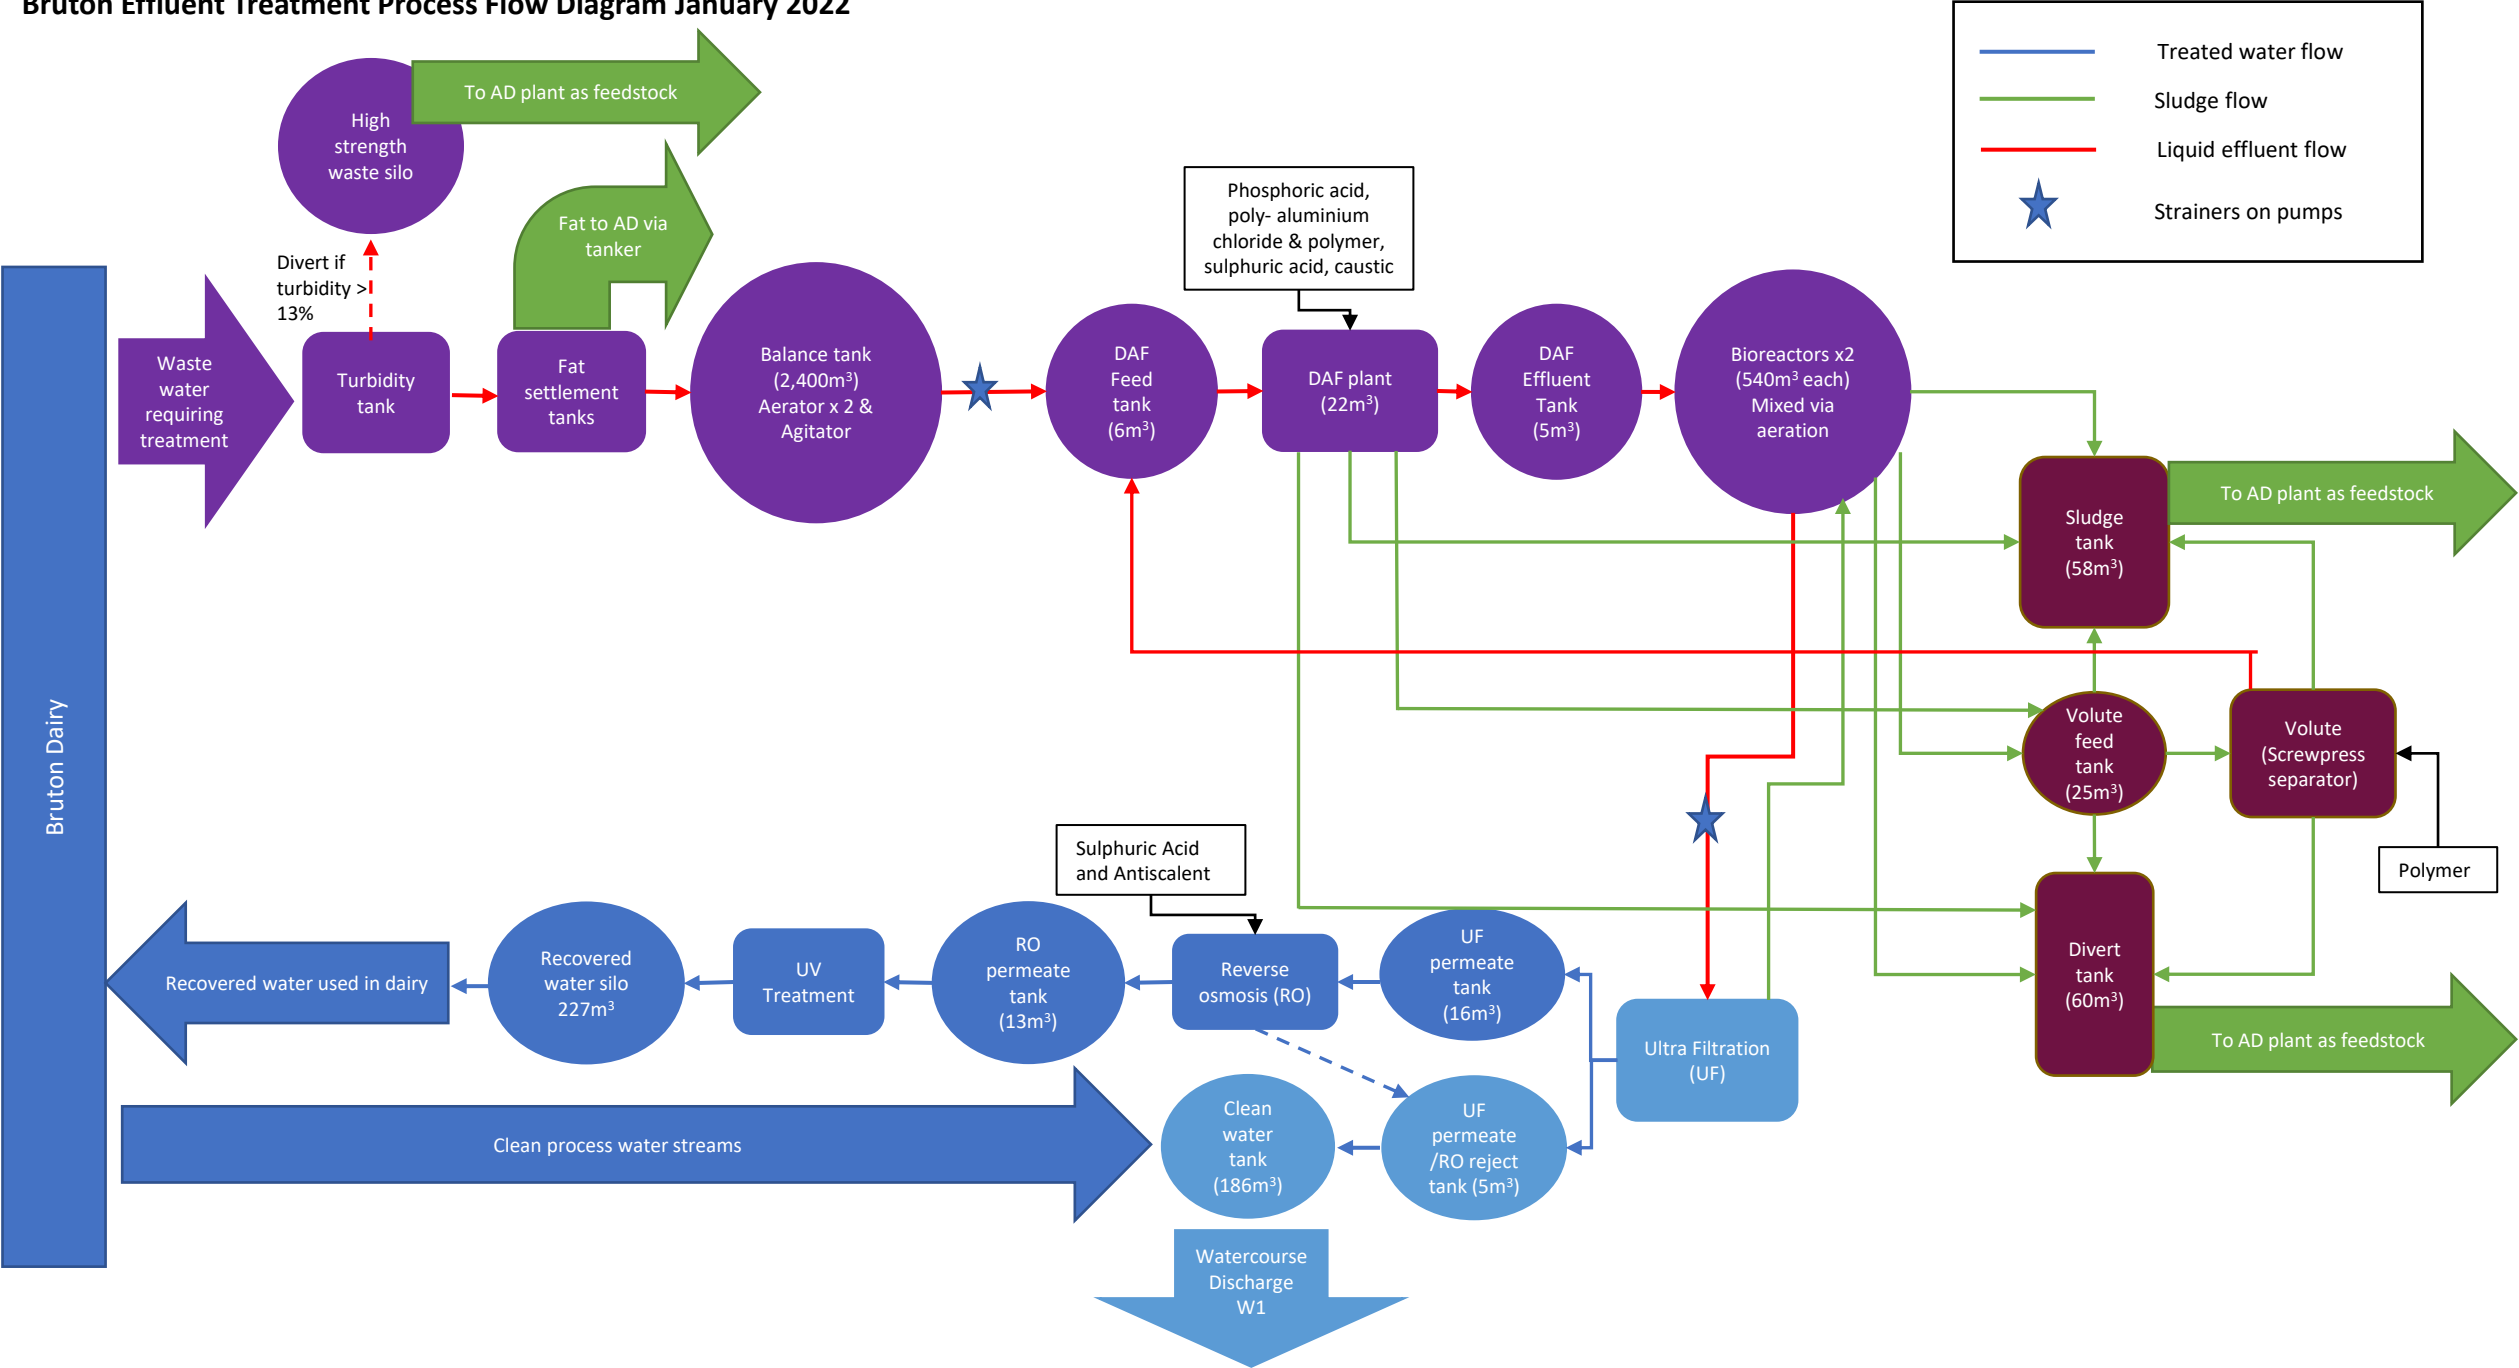 Bruton Effluent Treatment Process Flow Diagram January 2022
Treated water flow
Sludge flow
Liquid effluent flow
Strainers on pumps
To AD plant as feedstock
High
strength
waste silo
Fat to AD via
tanker
Divert if
turbidity >
13%
Phosphoric acid,
poly- aluminium
chloride & polymer,
sulphuric acid, caustic
Waste
water
requiring
treatment
Turbidity
tank
Fat
settlement
tanks
Balance tank
(2,400m³)
Aerator x 2 &
Agitator
DAF
Feed
tank
(6m³)
DAF plant
(22m³)
DAF
Effluent
Tank
(5m³)
Bioreactors x2
(540m³ each)
Mixed via
aeration
Sludge
tank
(58m³)
To AD plant as feedstock
Bruton Dairy
Volute
feed
tank
(25m³)
Volute
(Screwpress
separator)
Polymer
Sulphuric Acid
and Antiscalent
Recovered water used in dairy
Recovered
water silo
227m³
UV
Treatment
RO
permeate
tank
(13m³)
Reverse
osmosis (RO)
UF
permeate
tank
(16m³)
Ultra Filtration
(UF)
Divert
tank
(60m³)
To AD plant as feedstock
Clean process water streams
Clean
water
tank
(186m³)
UF
permeate
/RO reject
tank (5m³)
Watercourse
Discharge
W1